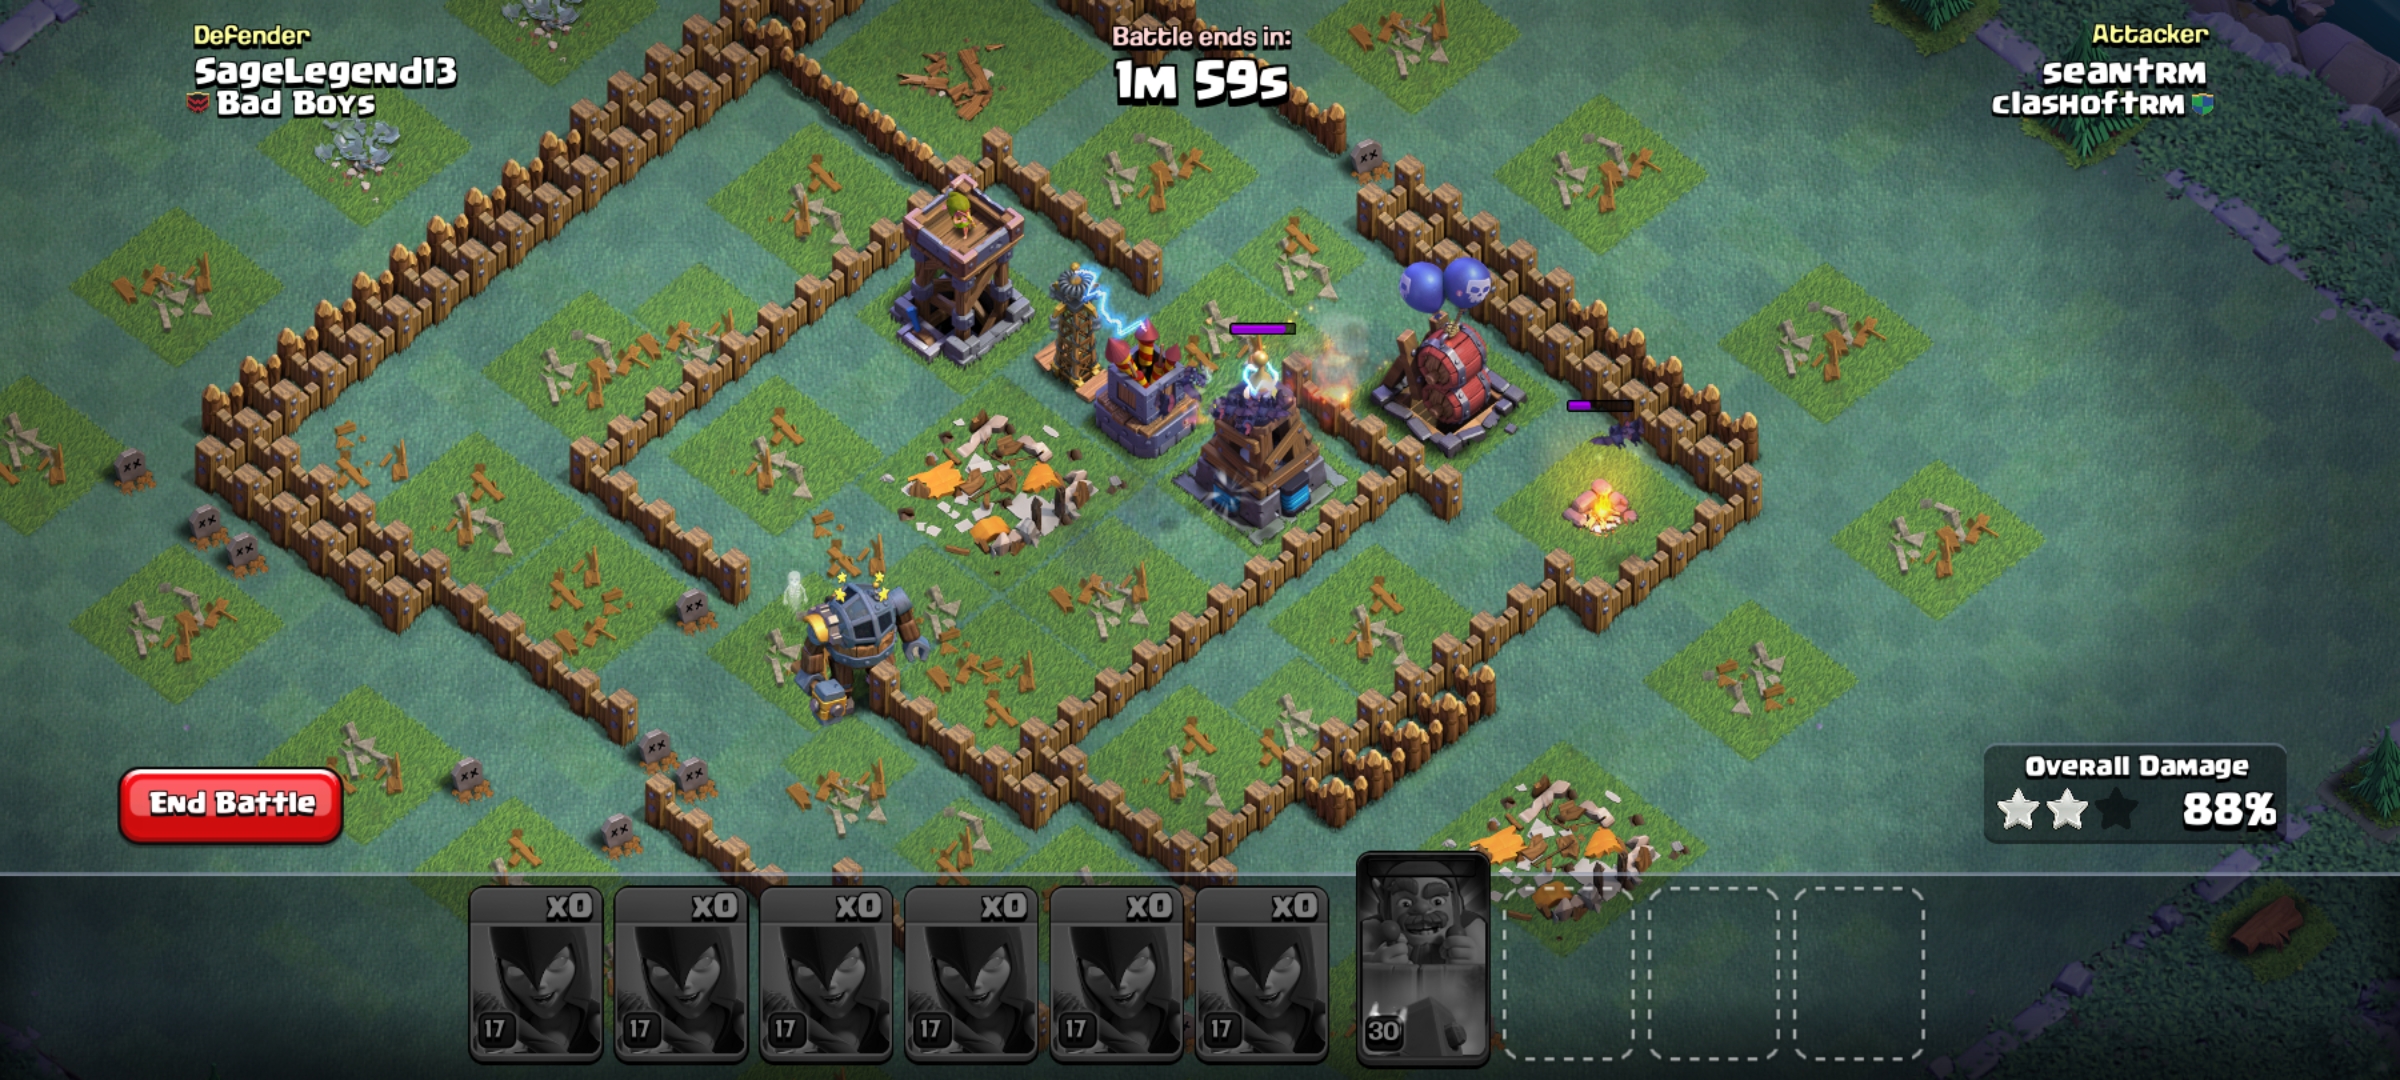 Defender
SageLegend13
Bad Boys
Battle ends in:
1M 59s
Attacker
seantRM
clashoftRM
End Battle
Overall Damage
88%
x0 x0 x0 x0 x0 x0
17 17 17 17 17 17 30